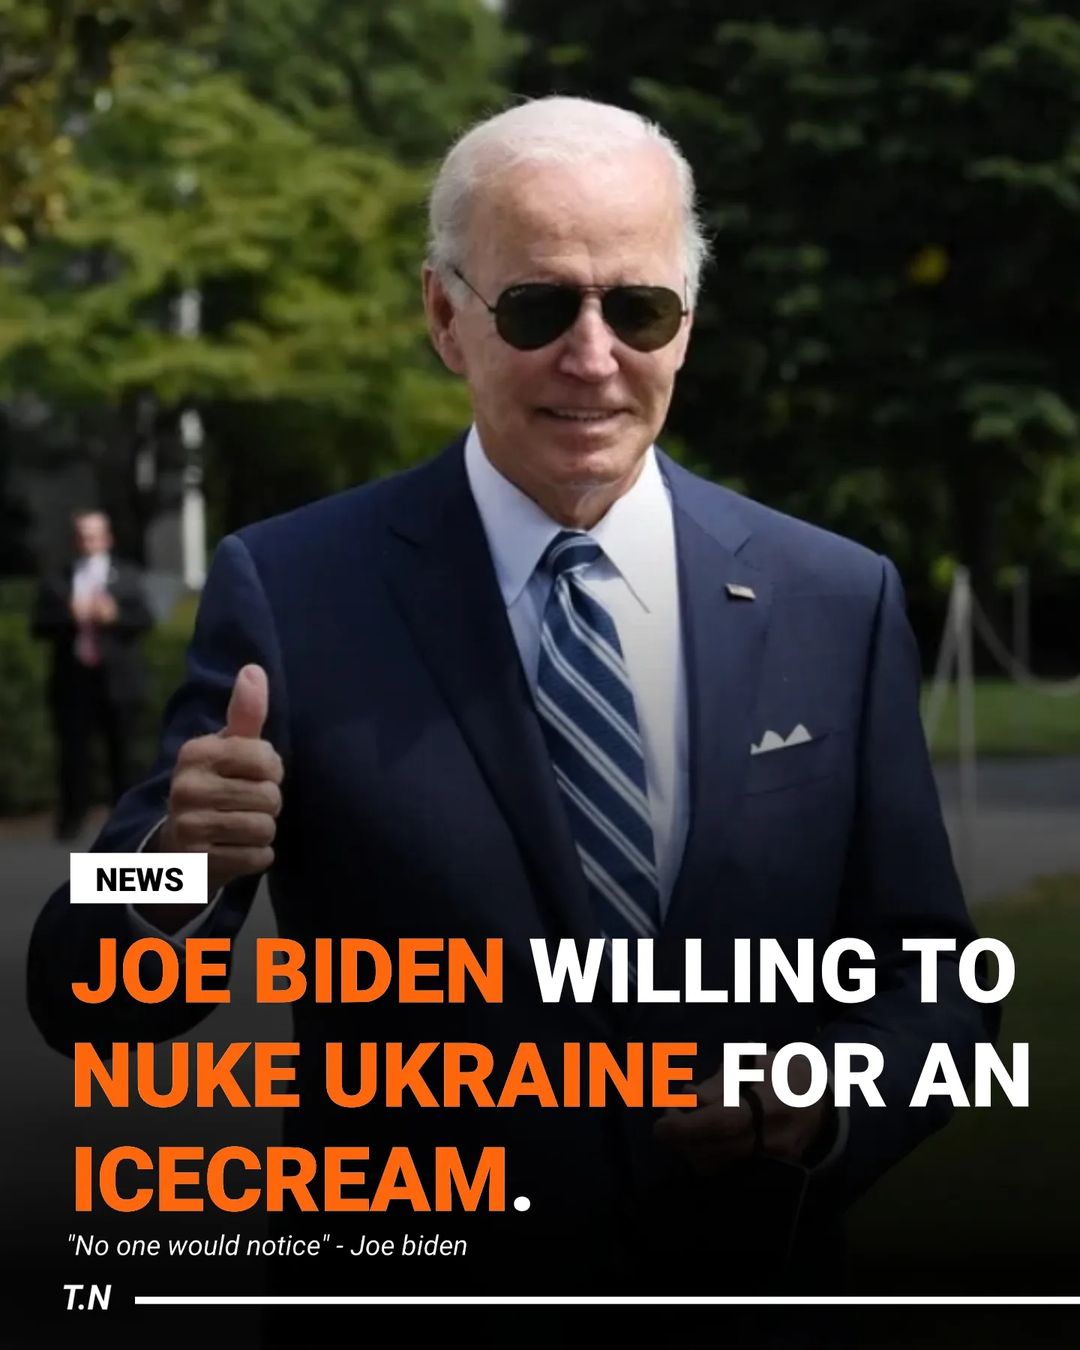 NEWS
JOE BIDEN WILLING TO
NUKE UKRAINE FOR AN
ICECREAM.
"No one would notice" - Joe biden
T.N